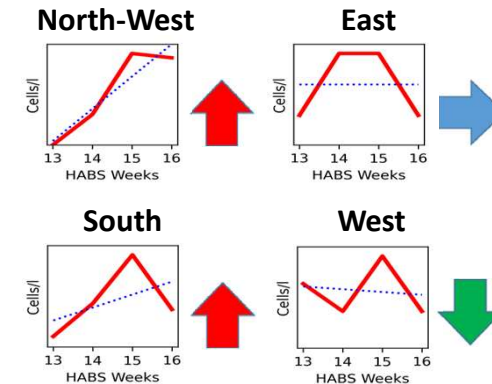 North-West
Cells/l
13 14 15 16
HABS Weeks
East
Cells/l
13 14 15 16
HABS Weeks
South
Cells/l
13 14 15 16
HABS Weeks
West
Cells/l
13 14 15 16
HABS Weeks